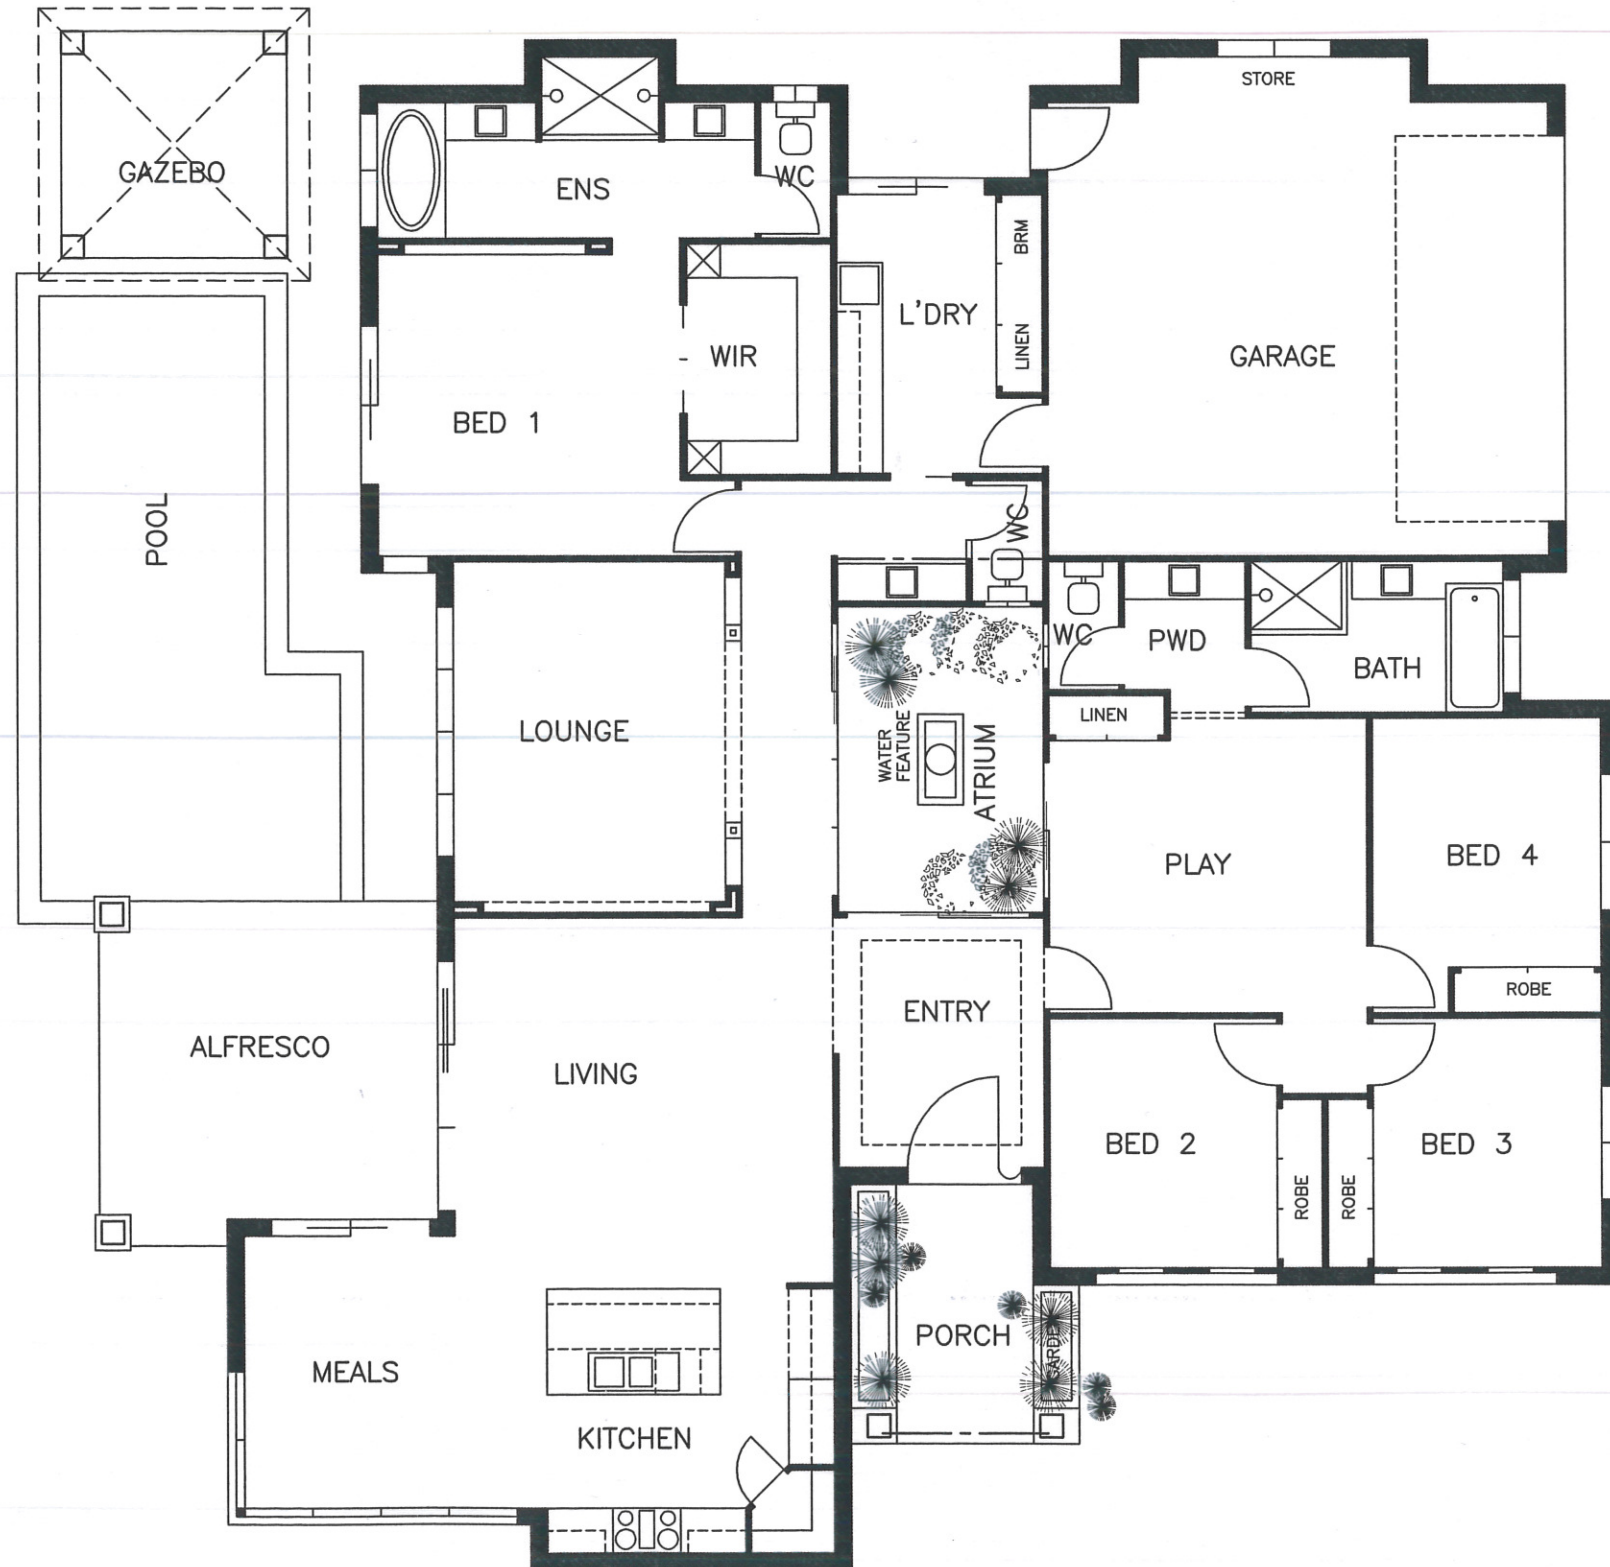 STORE
GAZEBO
ENS
WC
BRM
L'DRY
LINEN
WIR
GARAGE
BED 1
POOL
WC
WC
PWD
BATH
LINEN
LOUNGE
WATER
FEATURE
ATRIUM
PLAY
BED 4
ROBE
ENTRY
ALFRESCO
LIVING
BED 2
BED 3
ROBE
ROBE
PORCH
MEALS
KITCHEN